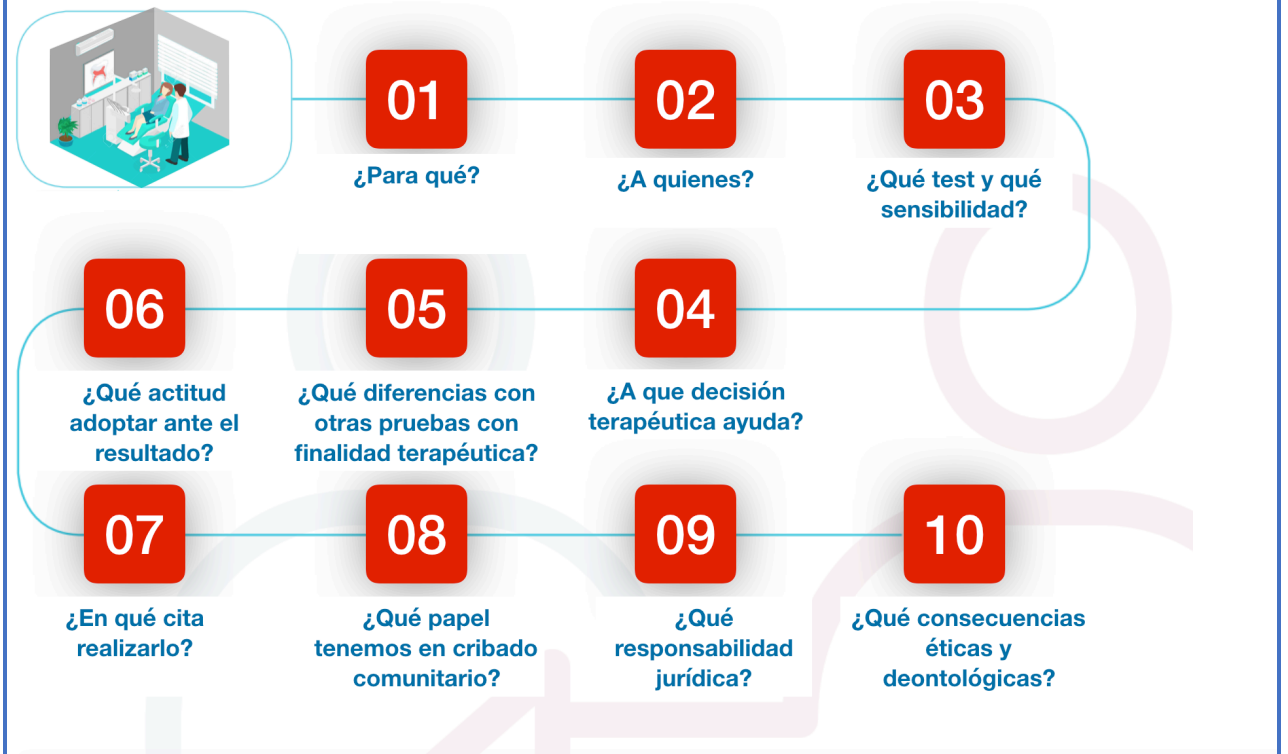 01
¿Para qué?
02
¿A quienes?
03
¿Qué test y qué
sensibilidad?
04
¿A que decisión
terapéutica ayuda?
05
¿Qué diferencias con
otras pruebas con
finalidad terapéutica?
06
¿Qué actitud
adoptar ante el
resultado?
07
¿En qué cita
realizarlo?
08
¿Qué papel
tenemos en cribado
comunitario?
09
¿Qué
responsabilidad
jurídica?
10
¿Qué consecuencias
éticas y
deontológicas?